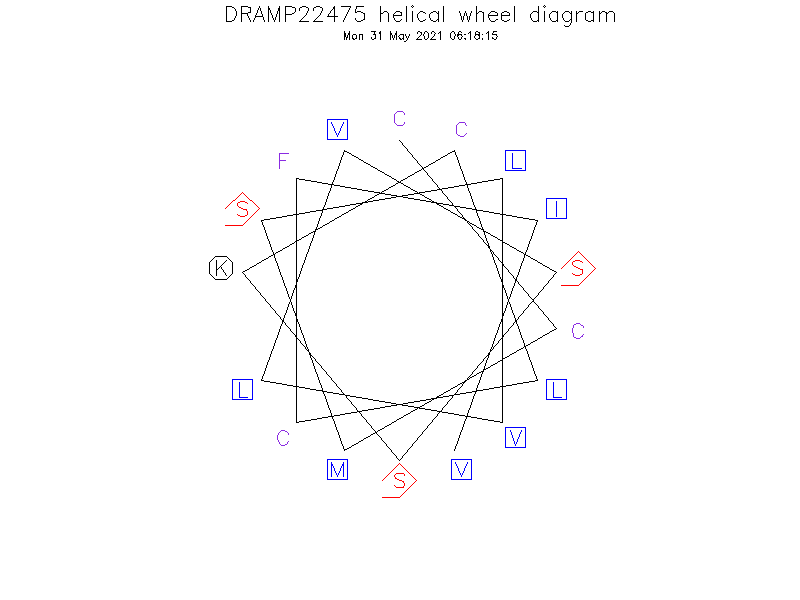 DRAMP22475 helical wheel diagram
Mon 31 May 2021 06:18:15
C
V C
F L
S I
K S
C
L L
C V
M V
S